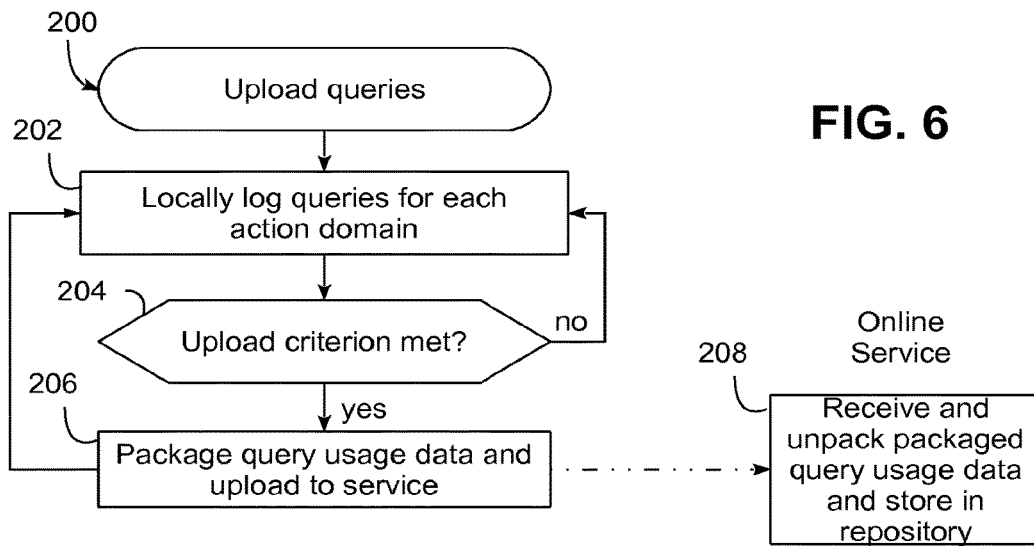 200
Upload queries
FIG. 6
202
Locally log queries for each
action domain
204
Upload criterion met?
no
yes
206
Package query usage data and
upload to service
Online
Service
208
Receive and
unpack packaged
query usage data
and store in
repository